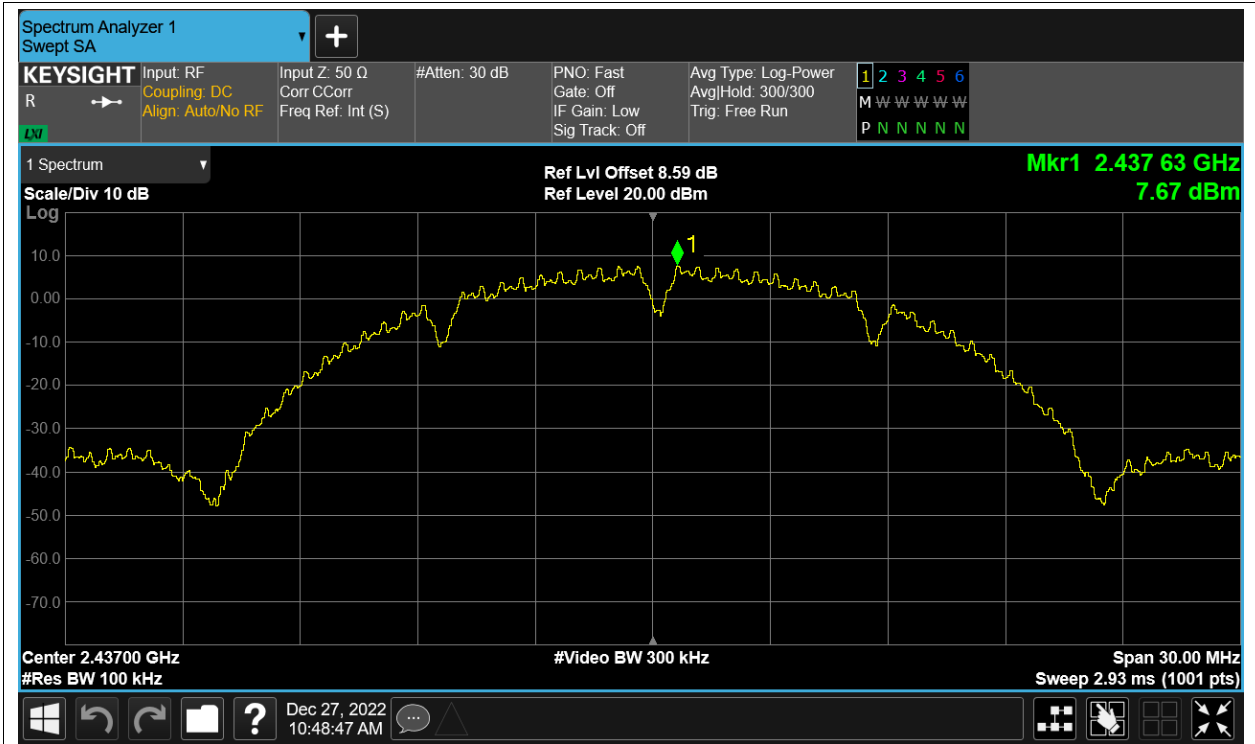 Spectrum Analyzer 1
Swept SA
KEYSIGHT
R
LXI
Input: RF
Coupling: DC
Align: Auto/No RF
Input Z: 50 Ω
Corr CCorr
Freq Ref: Int (S)
#Atten: 30 dB
PNO: Fast
Gate: Off
IF Gain: Low
Sig Track: Off
Avg Type: Log-Power
Avg|Hold: 300/300
Trig: Free Run
1 2 3 4 5 6
M W W W W W W
P N N N N N N
1 Spectrum
Scale/Div 10 dB
Log
Ref Lvl Offset 8.59 dB
Ref Level 20.00 dBm
Mkr1 2.437 63 GHz
7.67 dBm
1
10.0
0.00
-10.0
-20.0
-30.0
-40.0
-50.0
-60.0
-70.0
Center 2.43700 GHz
#Res BW 100 kHz
#Video BW 300 kHz
Span 30.00 MHz
Sweep 2.93 ms (1001 pts)
?
Dec 27, 2022
10:48:47 AM